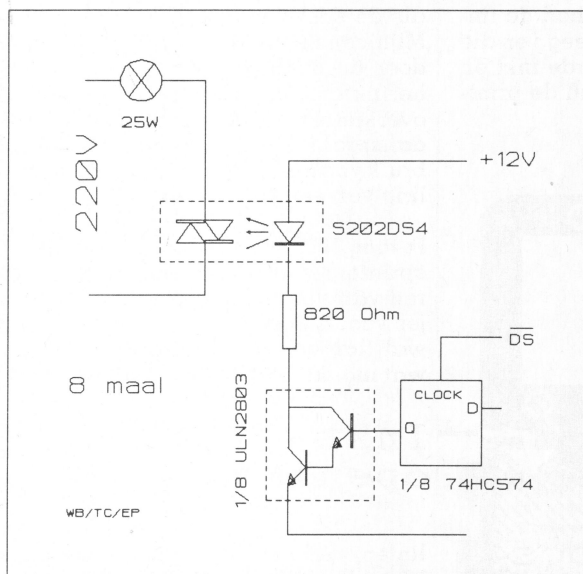 25W
220V
+12V
S202DS4
820 Ohm
DS
8 maal
CLOCK
D
Q
1/8 ULN2803
1/8 74HC574
WB/TC/EP